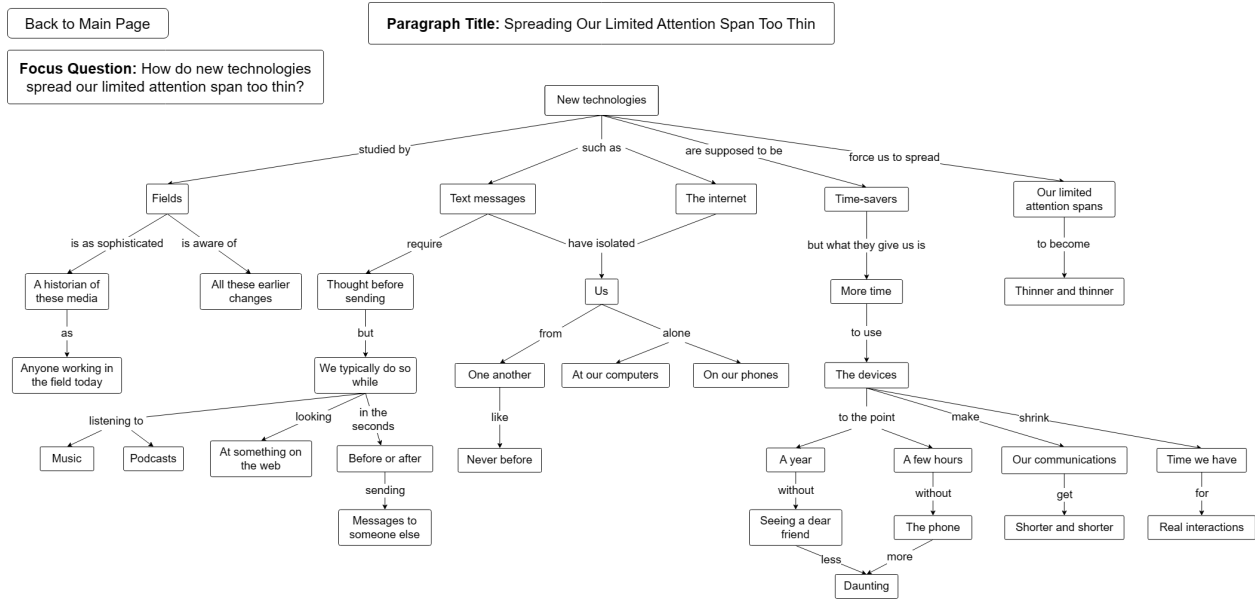 Back to Main Page
Paragraph Title: Spreading Our Limited Attention Span Too Thin
Focus Question: How do new technologies
spread our limited attention span too thin?
New technologies
studied by
such as
are supposed to be
force us to spread
Fields
Text messages
The internet
Time-savers
Our limited
attention spans
is as sophisticated
is aware of
require
have isolated
but what they give us is
to become
A historian of
these media
All these earlier
changes
Thought before
sending
Us
More time
Thinner and thinner
as
but
from
alone
to use
Anyone working in
the field today
We typically do so
while
One another
At our computers
On our phones
The devices
listening to
looking
in the
seconds
like
to the point
make
shrink
Music
Podcasts
At something on
the web
Before or after
Never before
A year
A few hours
Our communications
Time we have
sending
without
without
get
for
Messages to
someone else
Seeing a dear
friend
The phone
Shorter and shorter
Real interactions
less
more
Daunting